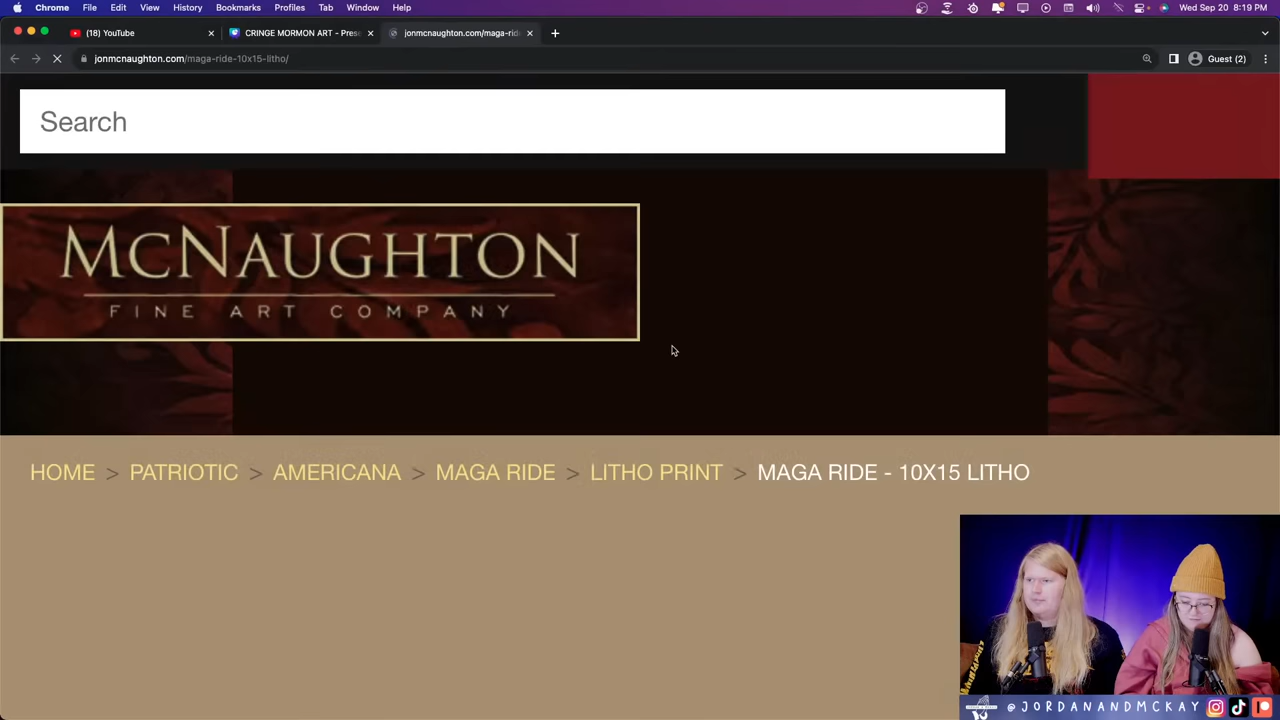 Chrome File Edit View History Bookmarks Profiles Tab Window Help Wed Sep 20 8:19 PM
(18) YouTube CRINGE MORMON ART - Prese jonmcnaughton.com/maga-rid
jonmcnaughton.com/maga-ride-10x15-litho/ Guest (2)
Search
MCNAUGHTON
FINE ART COMPANY
HOME > PATRIOTIC > AMERICANA > MAGA RIDE > LITHO PRINT > MAGA RIDE - 10X15 LITHO
@JORDANANDMCKAY